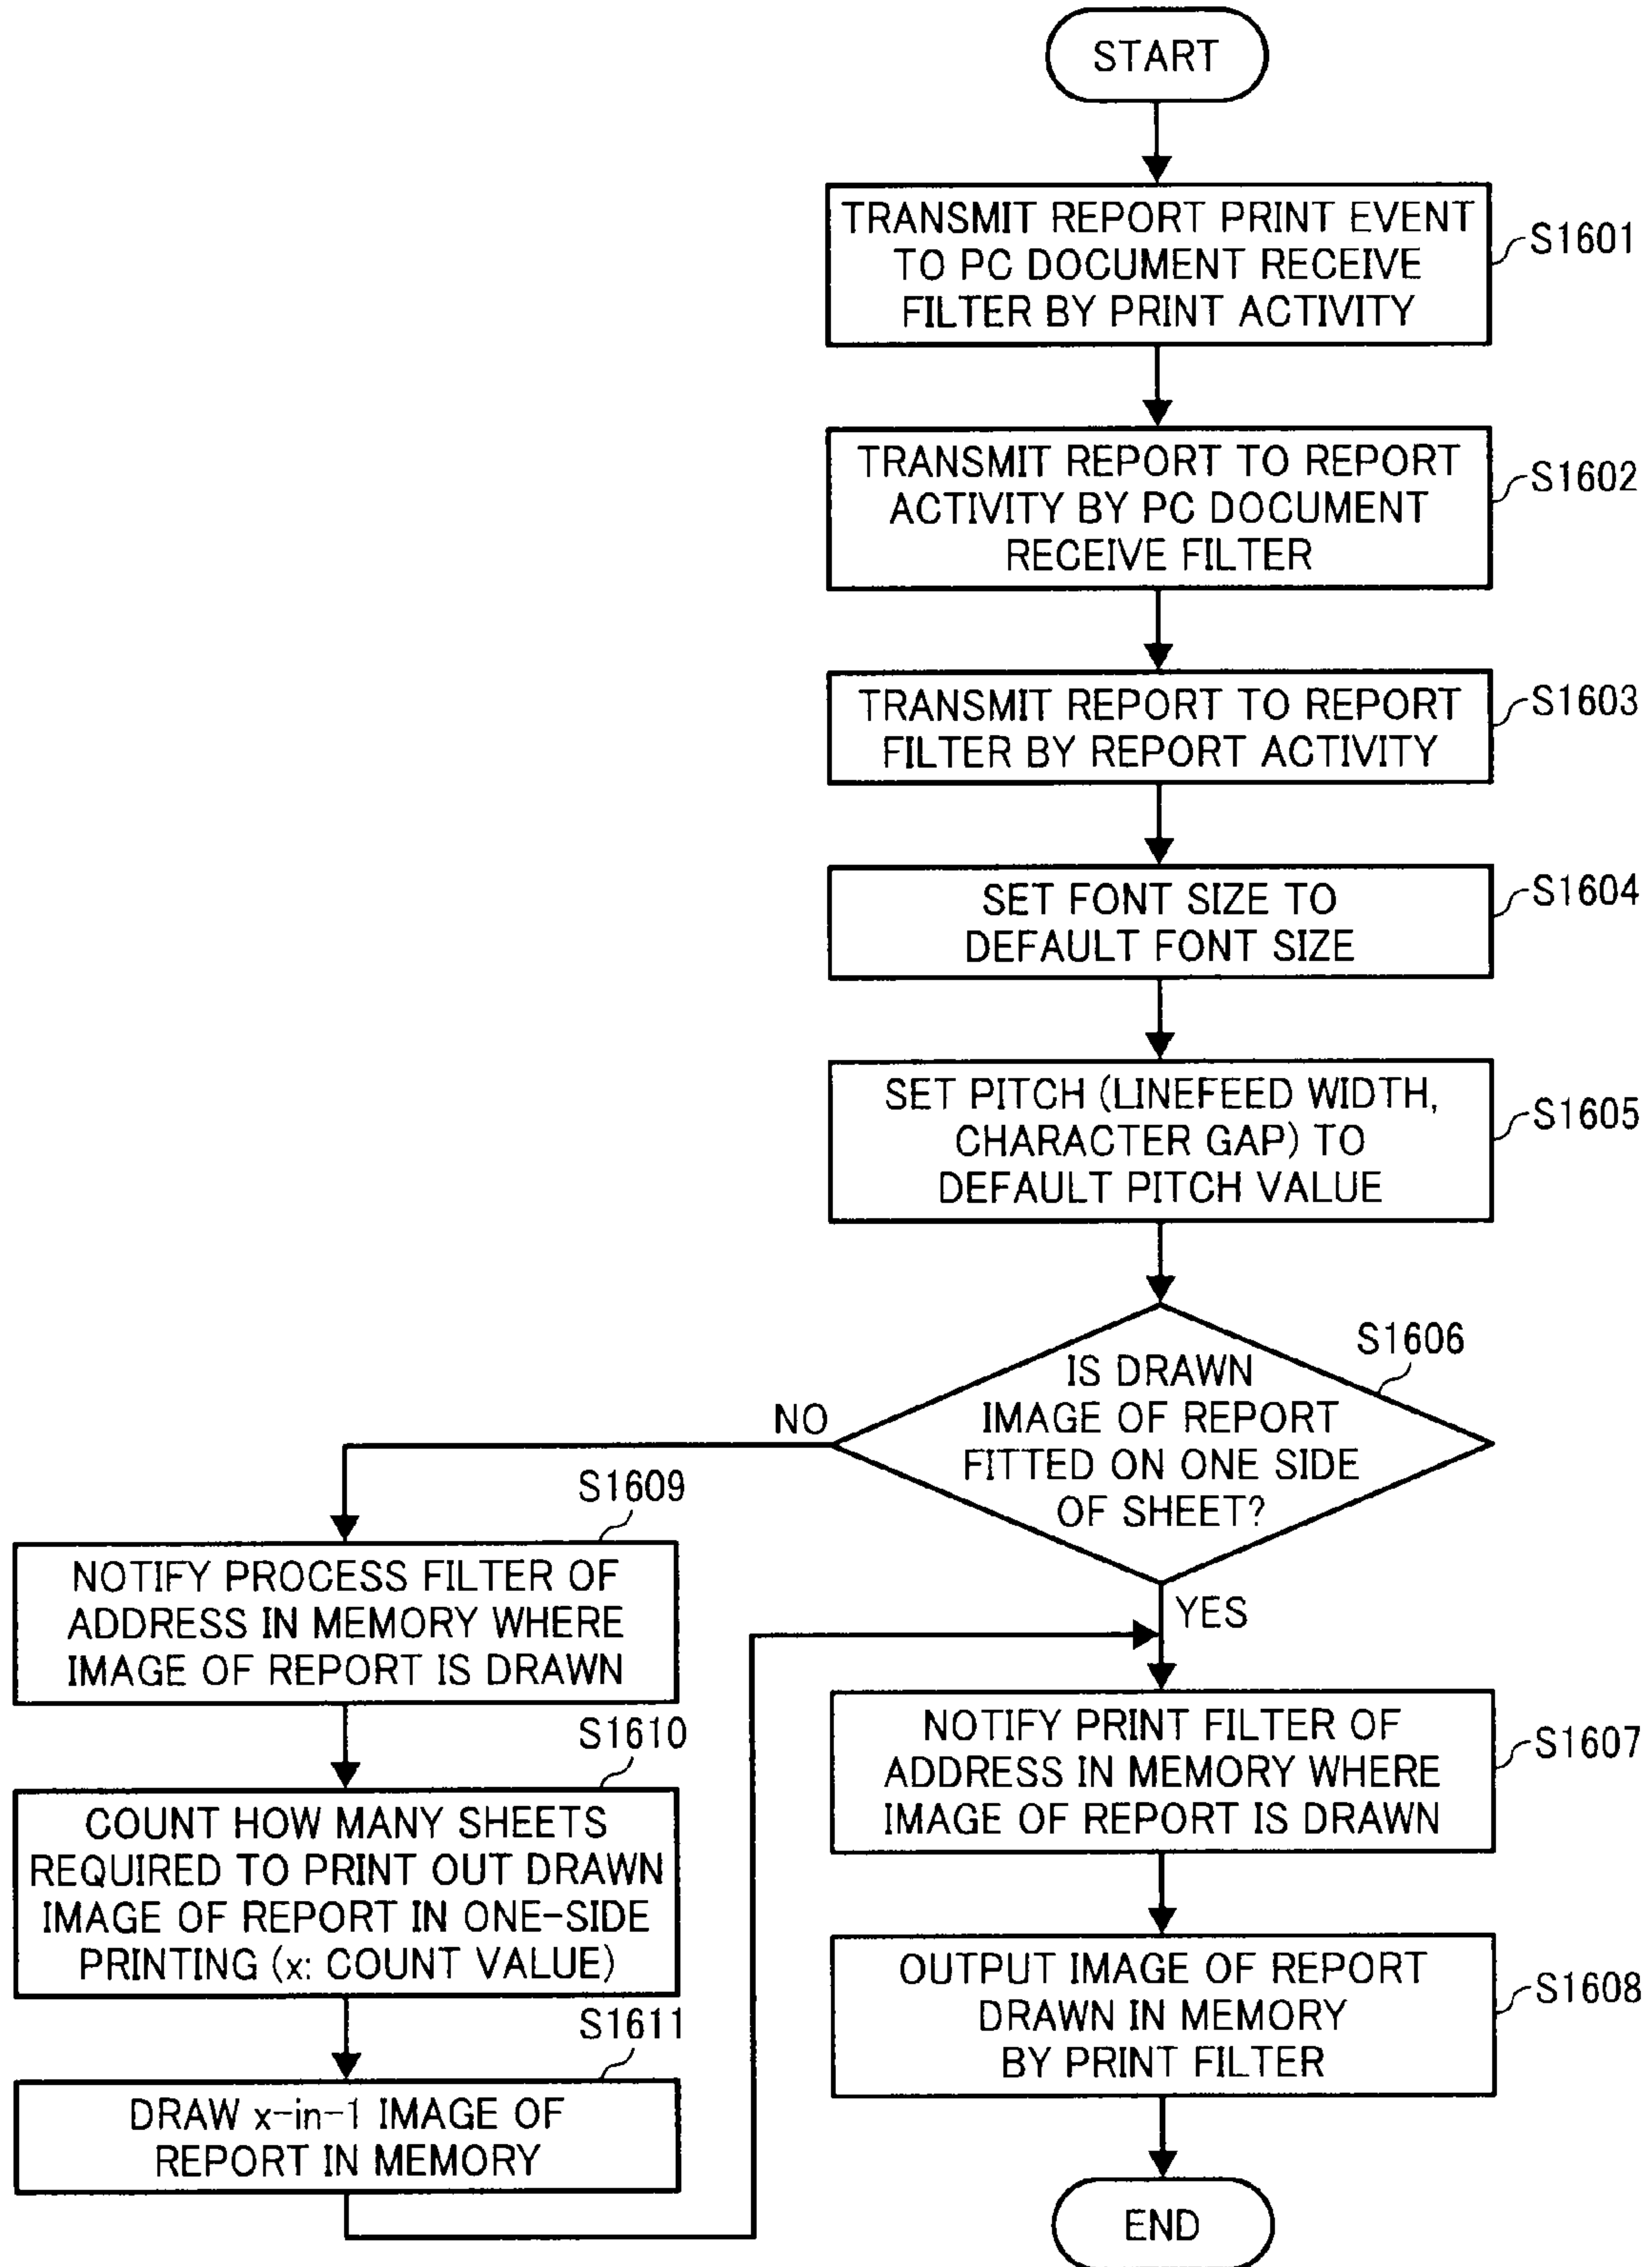 START
TRANSMIT REPORT PRINT EVENT
TO PC DOCUMENT RECEIVE
FILTER BY PRINT ACTIVITY
S1601
TRANSMIT REPORT TO REPORT
ACTIVITY BY PC DOCUMENT
RECEIVE FILTER
S1602
TRANSMIT REPORT TO REPORT
FILTER BY REPORT ACTIVITY
S1603
SET FONT SIZE TO
DEFAULT FONT SIZE
S1604
SET PITCH (LINEFEED WIDTH,
CHARACTER GAP) TO
DEFAULT PITCH VALUE
S1605
S1606
IS DRAWN
IMAGE OF REPORT
FITTED ON ONE SIDE
OF SHEET?
NO
YES
S1609
NOTIFY PROCESS FILTER OF
ADDRESS IN MEMORY WHERE
IMAGE OF REPORT IS DRAWN
S1610
COUNT HOW MANY SHEETS
REQUIRED TO PRINT OUT DRAWN
IMAGE OF REPORT IN ONE-SIDE
PRINTING (x: COUNT VALUE)
S1611
DRAW x-in-1 IMAGE OF
REPORT IN MEMORY
NOTIFY PRINT FILTER OF
ADDRESS IN MEMORY WHERE
IMAGE OF REPORT IS DRAWN
S1607
OUTPUT IMAGE OF REPORT
DRAWN IN MEMORY
BY PRINT FILTER
S1608
END